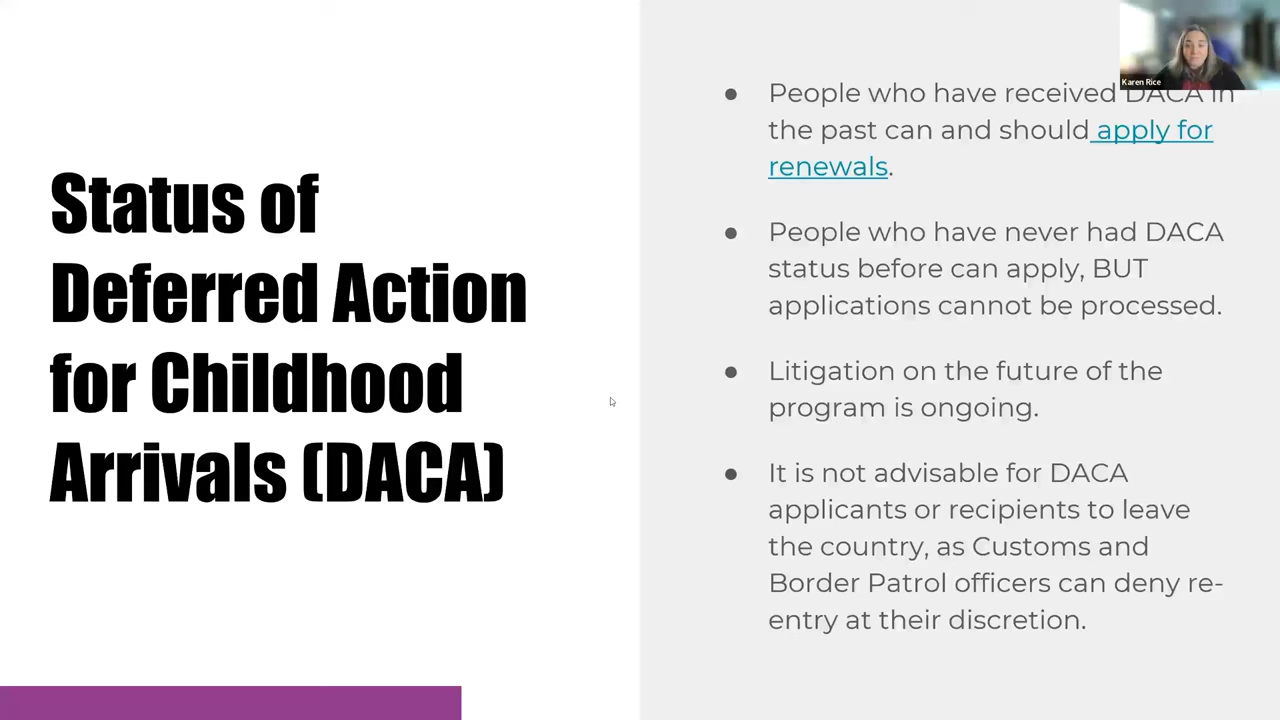 Status of
Deferred Action
for Childhood
Arrivals (DACA)
Karen Rice
● People who have received DACA in
the past can and should apply for
renewals.
● People who have never had DACA
status before can apply, BUT
applications cannot be processed.
● Litigation on the future of the
program is ongoing.
● It is not advisable for DACA
applicants or recipients to leave
the country, as Customs and
Border Patrol officers can deny re-
entry at their discretion.